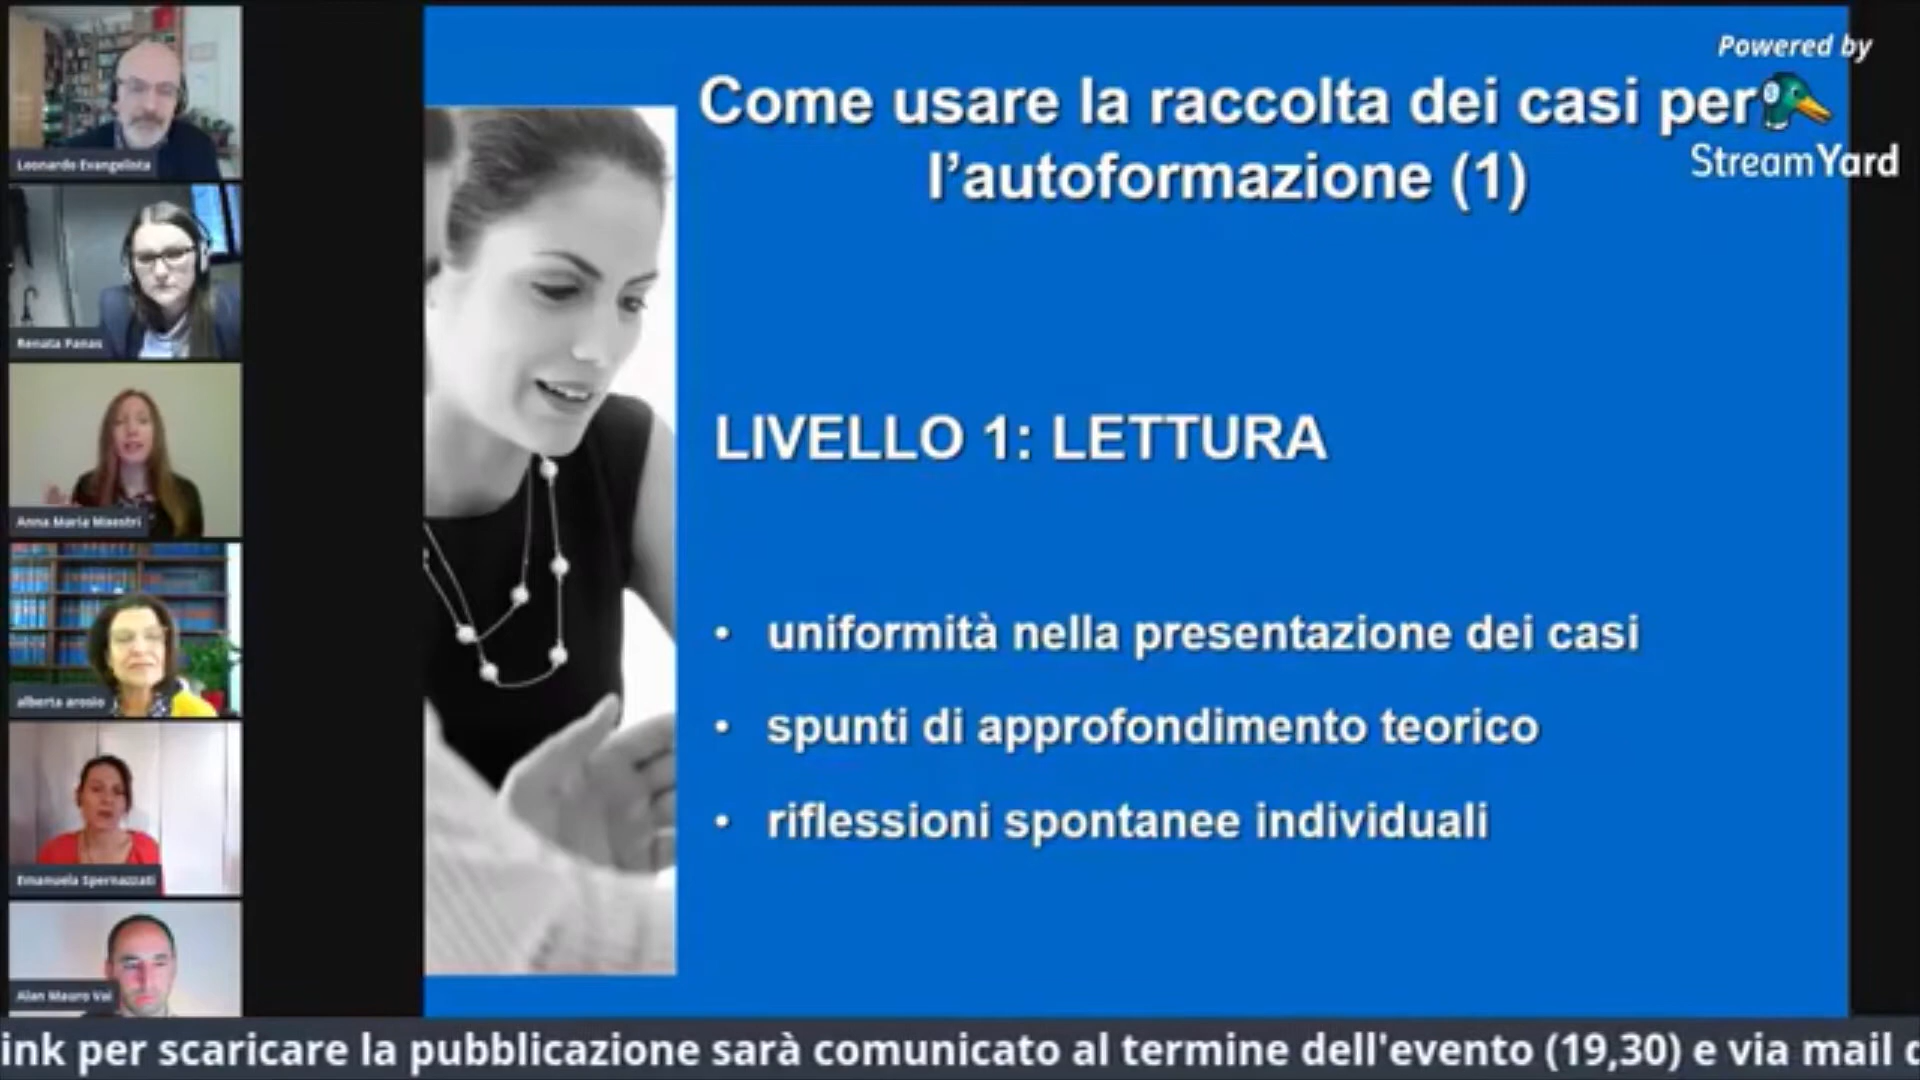 Leonardo Evangelista
Renata Panas
Anna Maria Maestri
alberta arosio
Emanuela Spernazzati
Alan Mauro Vai
Powered by
StreamYard
Come usare la raccolta dei casi per
l’autoformazione (1)
LIVELLO 1: LETTURA
• uniformità nella presentazione dei casi
• spunti di approfondimento teorico
• riflessioni spontanee individuali
ink per scaricare la pubblicazione sarà comunicato al termine dell'evento (19,30) e via mail